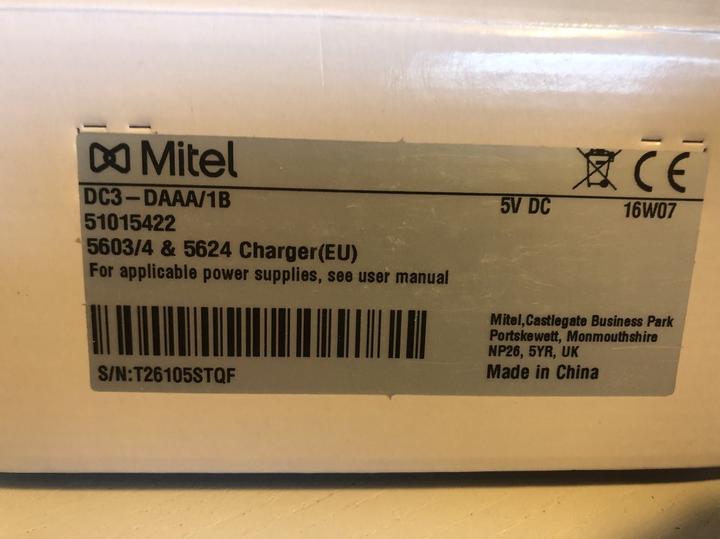 Mitel
CE
DC3-DAAA/1B
5V DC
16W07
51015422
5603/4 & 5624 Charger(EU)
For applicable power supplies, see user manual
S/N:T26105STQF
Mitel,Castlegate Business Park
Portskewett, Monmouthshire
NP26, 5YR, UK
Made in China